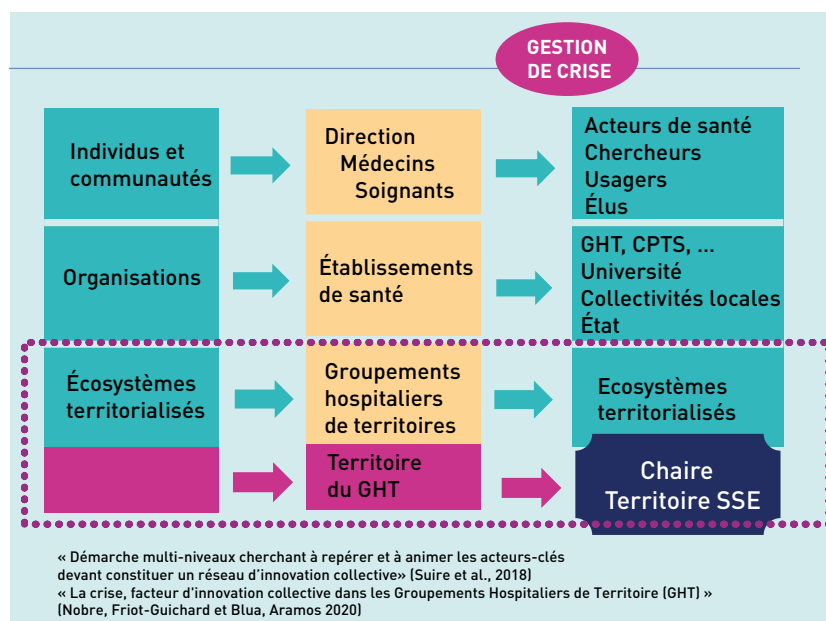 GESTION
DE CRISE
Individus et
communautés
Direction
Médecins
Soignants
Acteurs de santé
Chercheurs
Usagers
Élus
Organisations
Établissements
de santé
GHT, CPTS, ...
Université
Collectivités locales
État
Écosystèmes
territorialisés
Groupements
hospitaliers
de territoires
Ecosystèmes
territorialisés
Territoire
du GHT
Chaire
Territoire SSE
« Démarche multi-niveaux cherchant à repérer et à animer les acteurs-clés
devant constituer un réseau d'innovation collective» (Suire et al., 2018)
« La crise, facteur d'innovation collective dans les Groupements Hospitaliers de Territoire (GHT) »
(Nobre, Friot-Guichard et Blua, Aramos 2020)